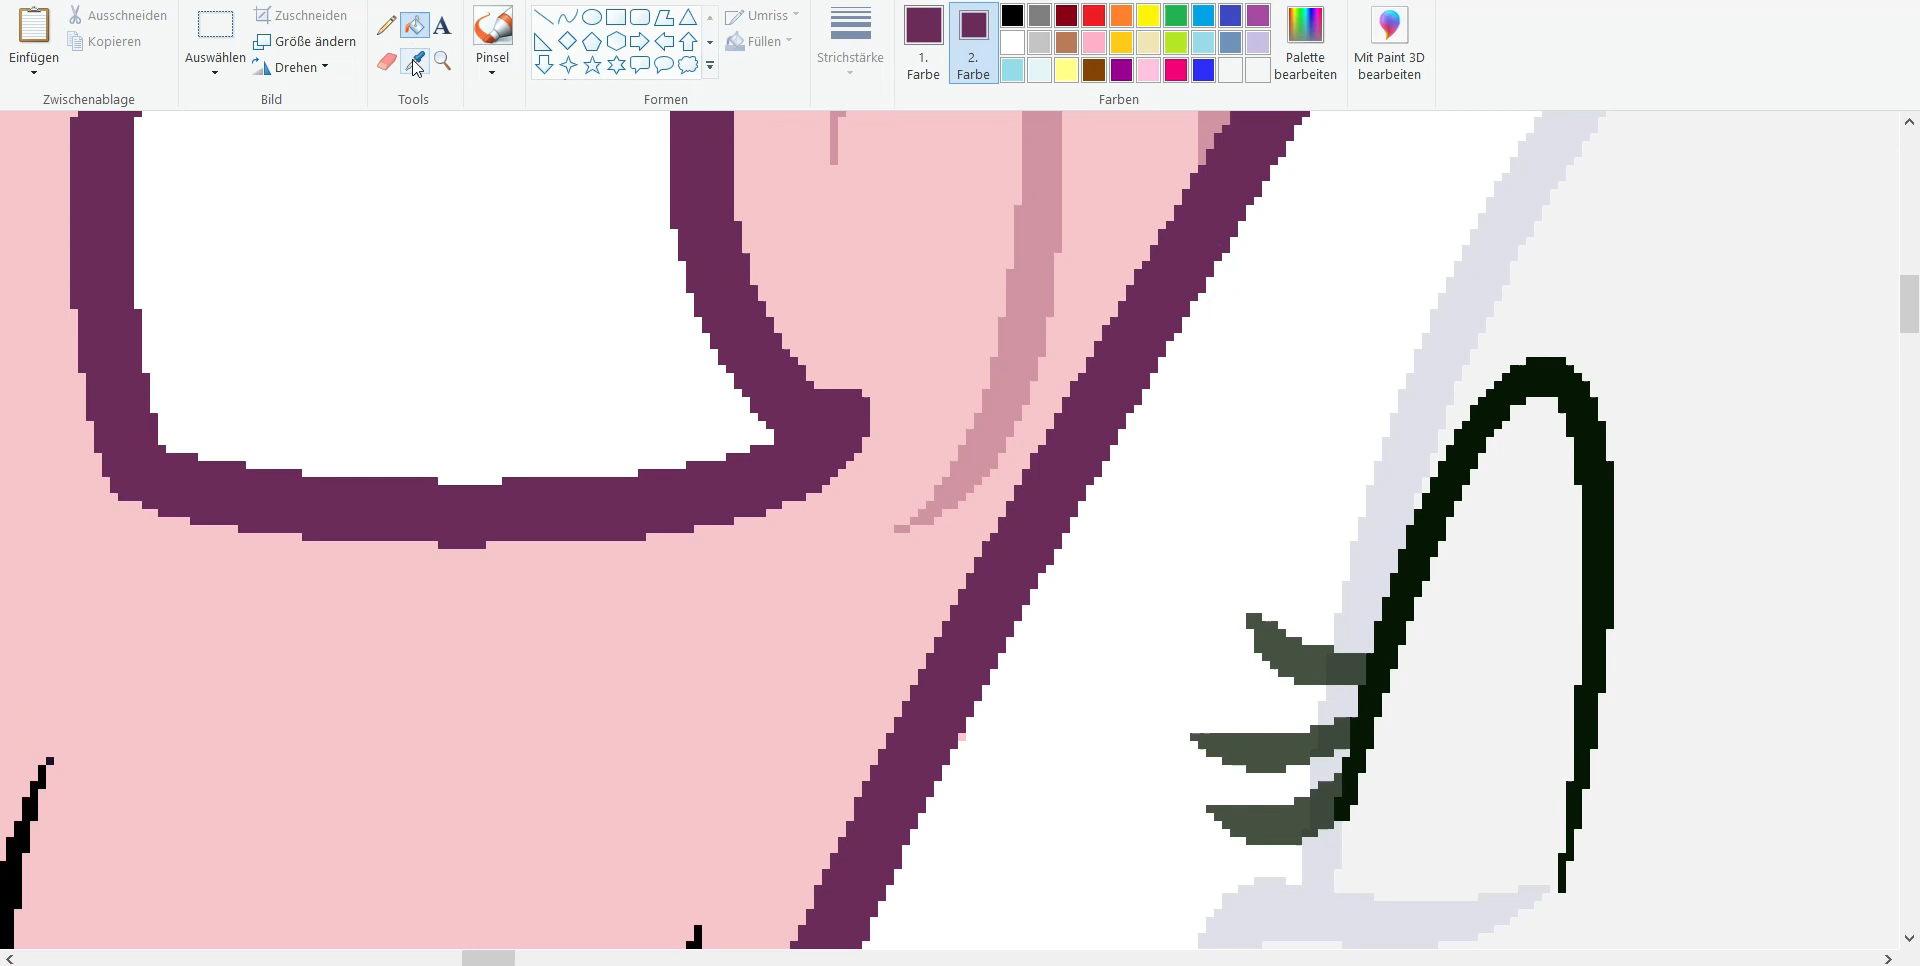 Einfügen
Ausschneiden
Kopieren
Zwischenablage
Auswählen
Zuschneiden
Größe ändern
Drehen
Bild
A
Tools
Pinsel
Umriss
Füllen
Formen
Strichstärke
1.
Farbe
2.
Farbe
Palette
bearbeiten
Farben
Mit Paint 3D
bearbeiten